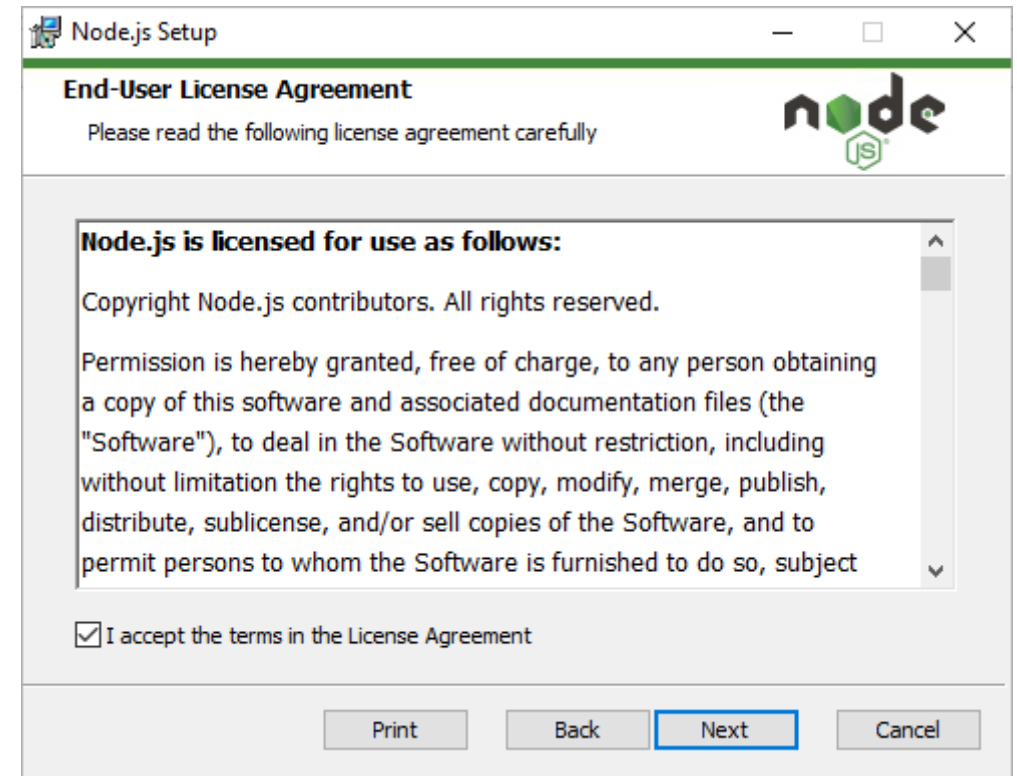 Node.js Setup
End-User License Agreement
Please read the following license agreement carefully
node
JS
Node.js is licensed for use as follows:
Copyright Node.js contributors. All rights reserved.
Permission is hereby granted, free of charge, to any person obtaining
a copy of this software and associated documentation files (the
"Software"), to deal in the Software without restriction, including
without limitation the rights to use, copy, modify, merge, publish,
distribute, sublicense, and/or sell copies of the Software, and to
permit persons to whom the Software is furnished to do so, subject
I accept the terms in the License Agreement
Print Back Next Cancel